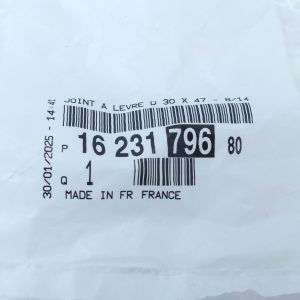 JOINT A LEVRE D 30 X 47 - 8/14
P 16 231 796 80
Q 1
MADE IN FR FRANCE
30/01/2025 - 14:4